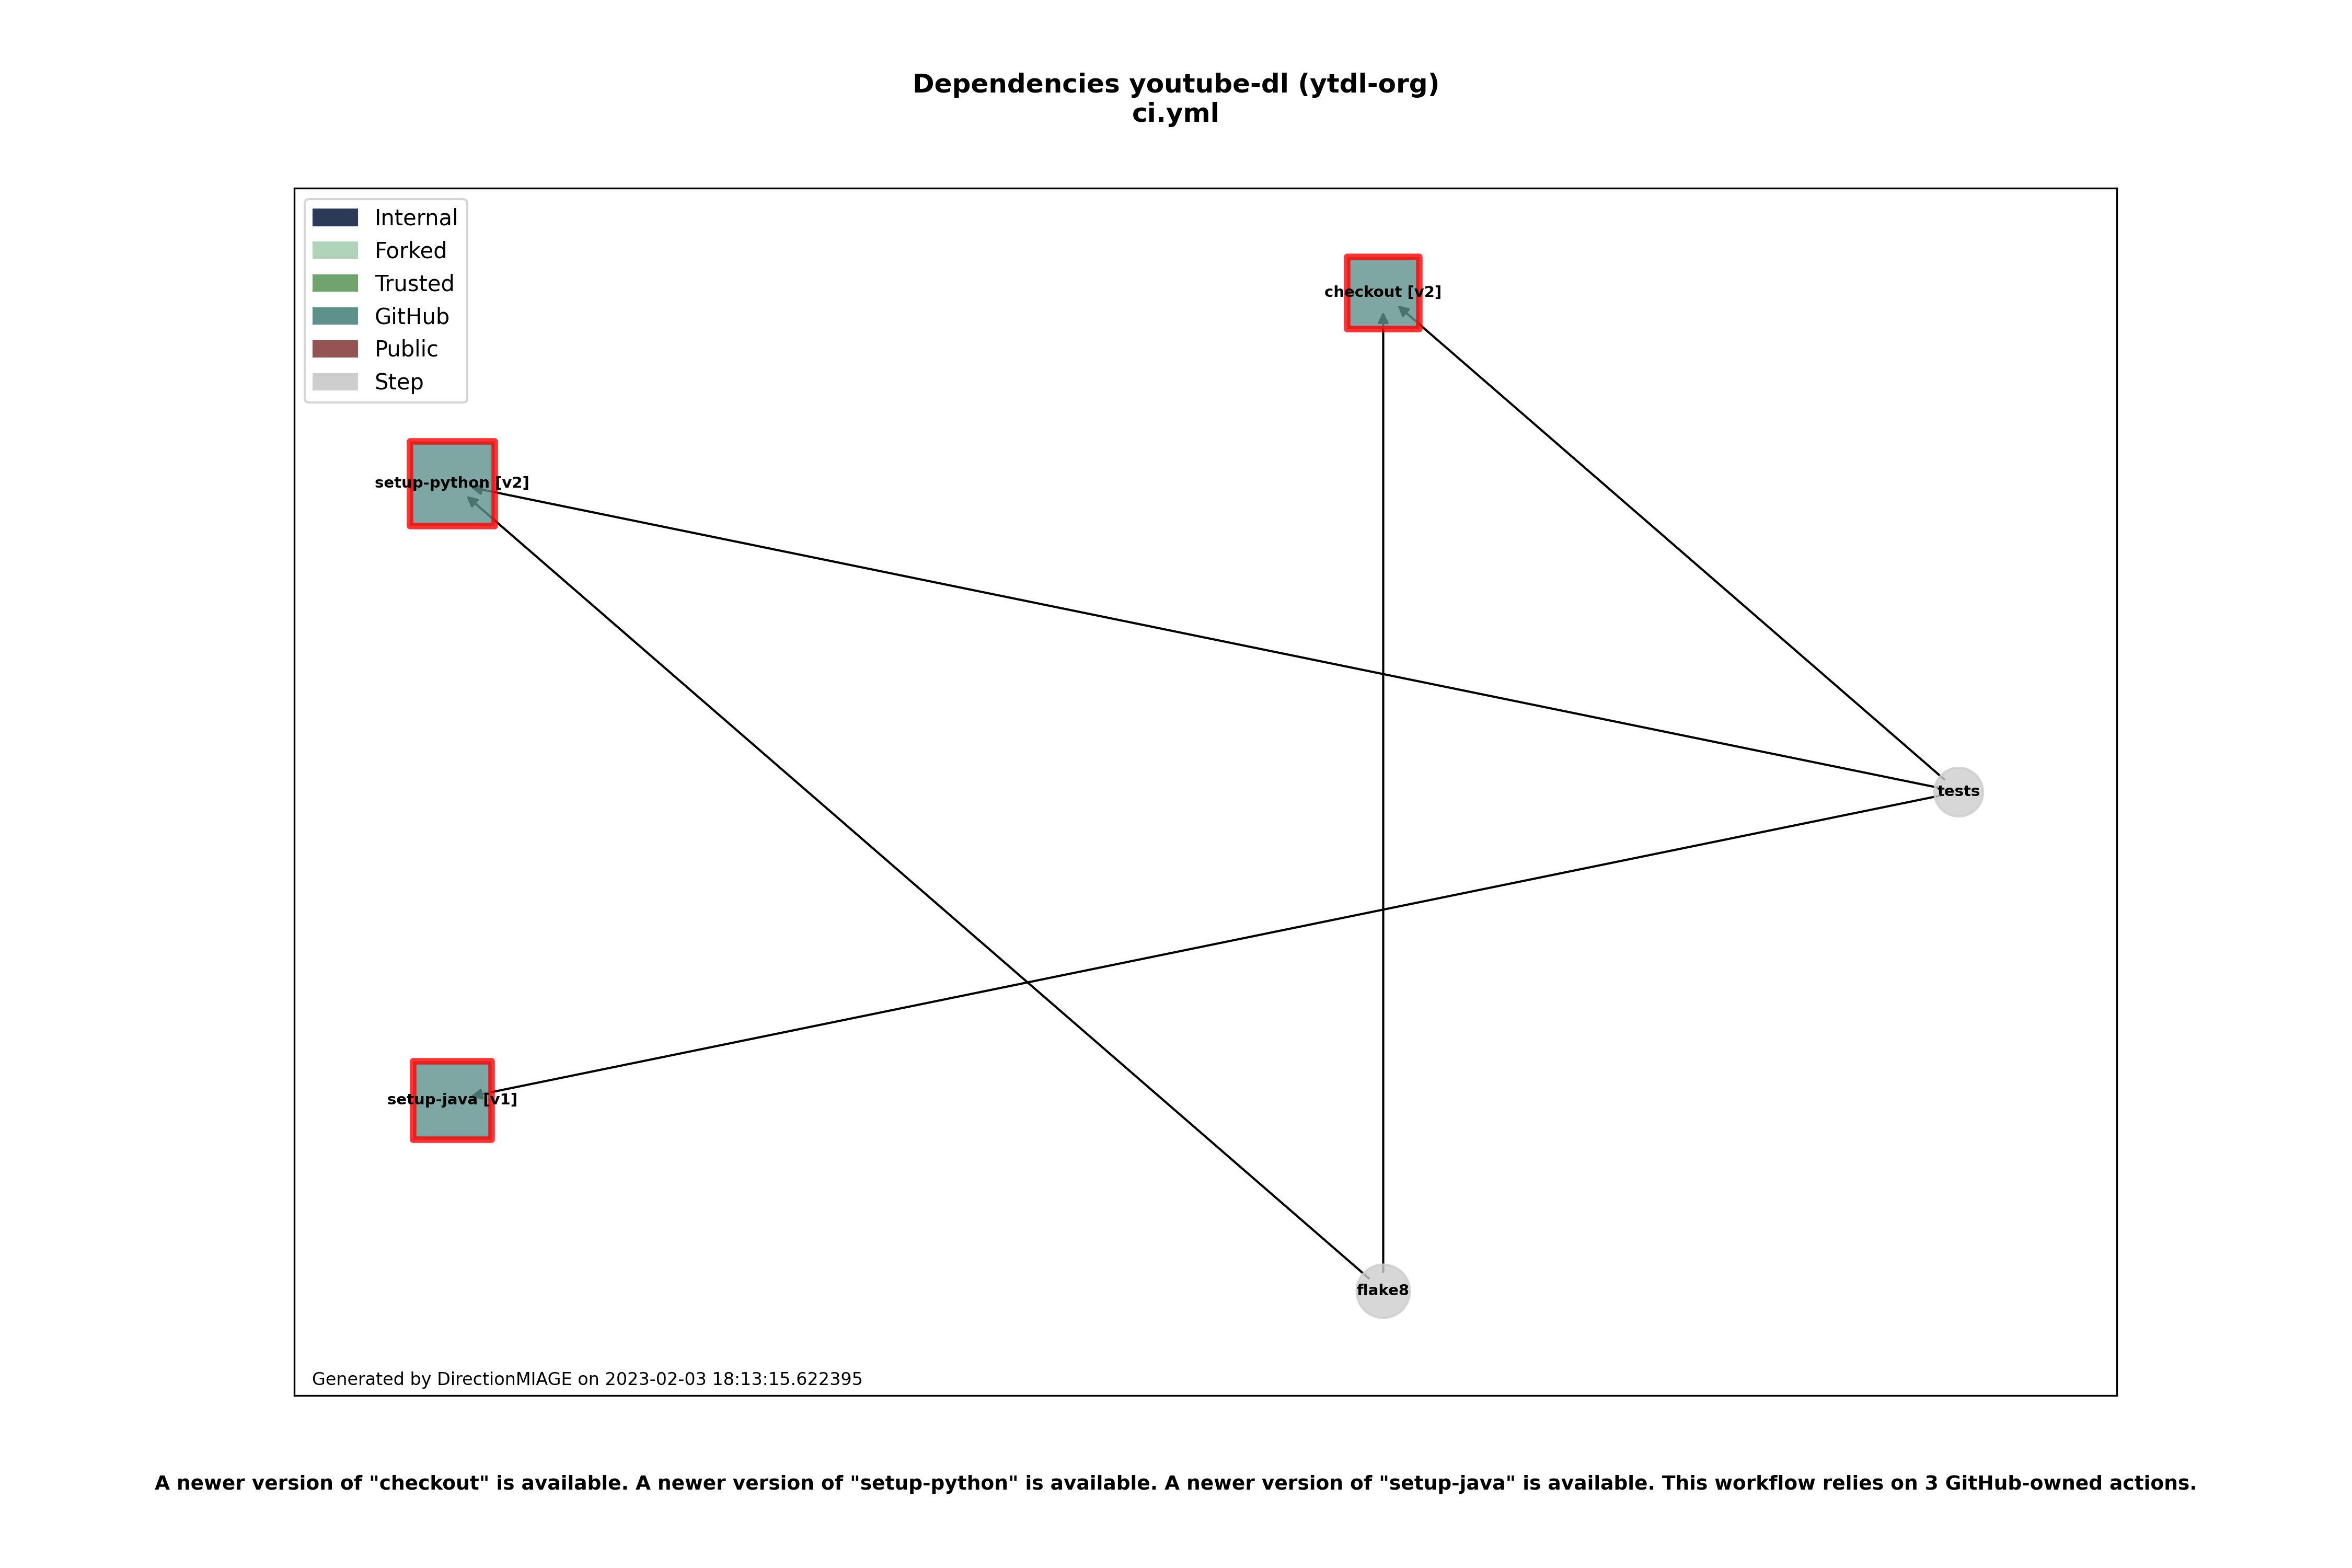 Dependencies youtube-dl (ytdl-org)
ci.yml
Internal
Forked
Trusted
GitHub
Public
Step
checkout [v2]
setup-python [v2]
tests
setup-java [v1]
flake8
Generated by DirectionMIAGE on 2023-02-03 18:13:15.622395
A newer version of "checkout" is available. A newer version of "setup-python" is available. A newer version of "setup-java" is available. This workflow relies on 3 GitHub-owned actions.